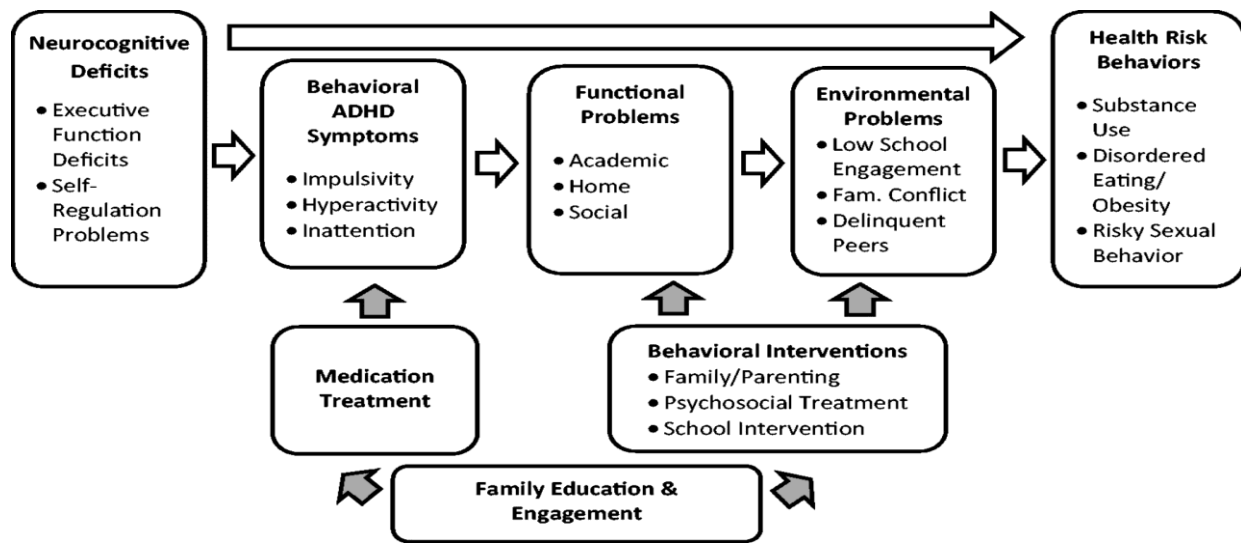 Neurocognitive
Deficits
• Executive
Function
Deficits
• Self-
Regulation
Problems
Behavioral
ADHD
Symptoms
• Impulsivity
• Hyperactivity
• Inattention
Functional
Problems
• Academic
• Home
• Social
Environmental
Problems
• Low School
Engagement
• Fam. Conflict
• Delinquent
Peers
Health Risk
Behaviors
• Substance
Use
• Disordered
Eating/
Obesity
• Risky Sexual
Behavior
Medication
Treatment
Behavioral Interventions
• Family/Parenting
• Psychosocial Treatment
• School Intervention
Family Education &
Engagement